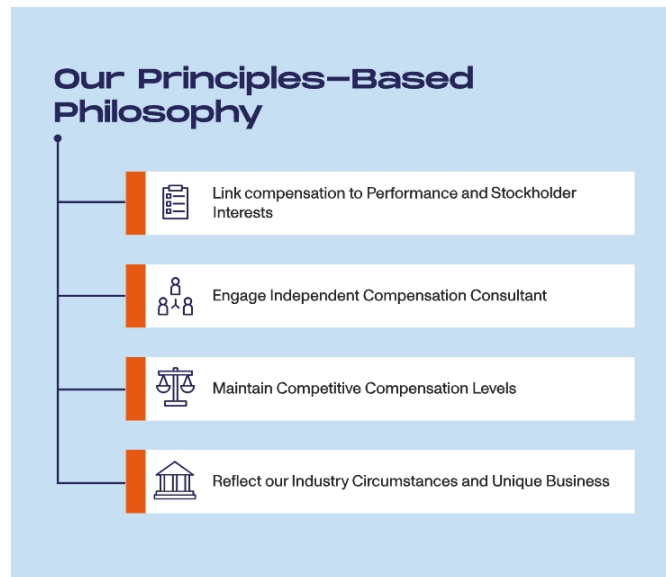 Our Principles—Based
Philosophy
Link compensation to Performance and Stockholder
Interests
Engage Independent Compensation Consultant
Maintain Competitive Compensation Levels
Reflect our Industry Circumstances and Unique Business